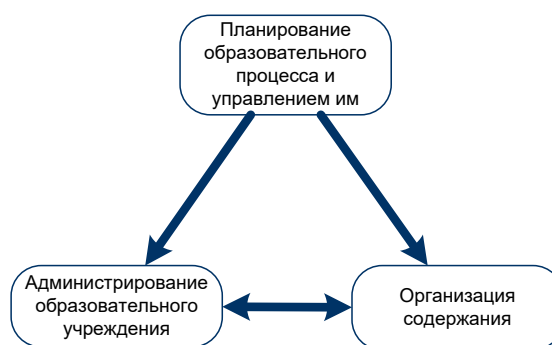 Планирование
образовательного
процесса и
управлением им
Администрирование
образовательного
учреждения
Организация
содержания